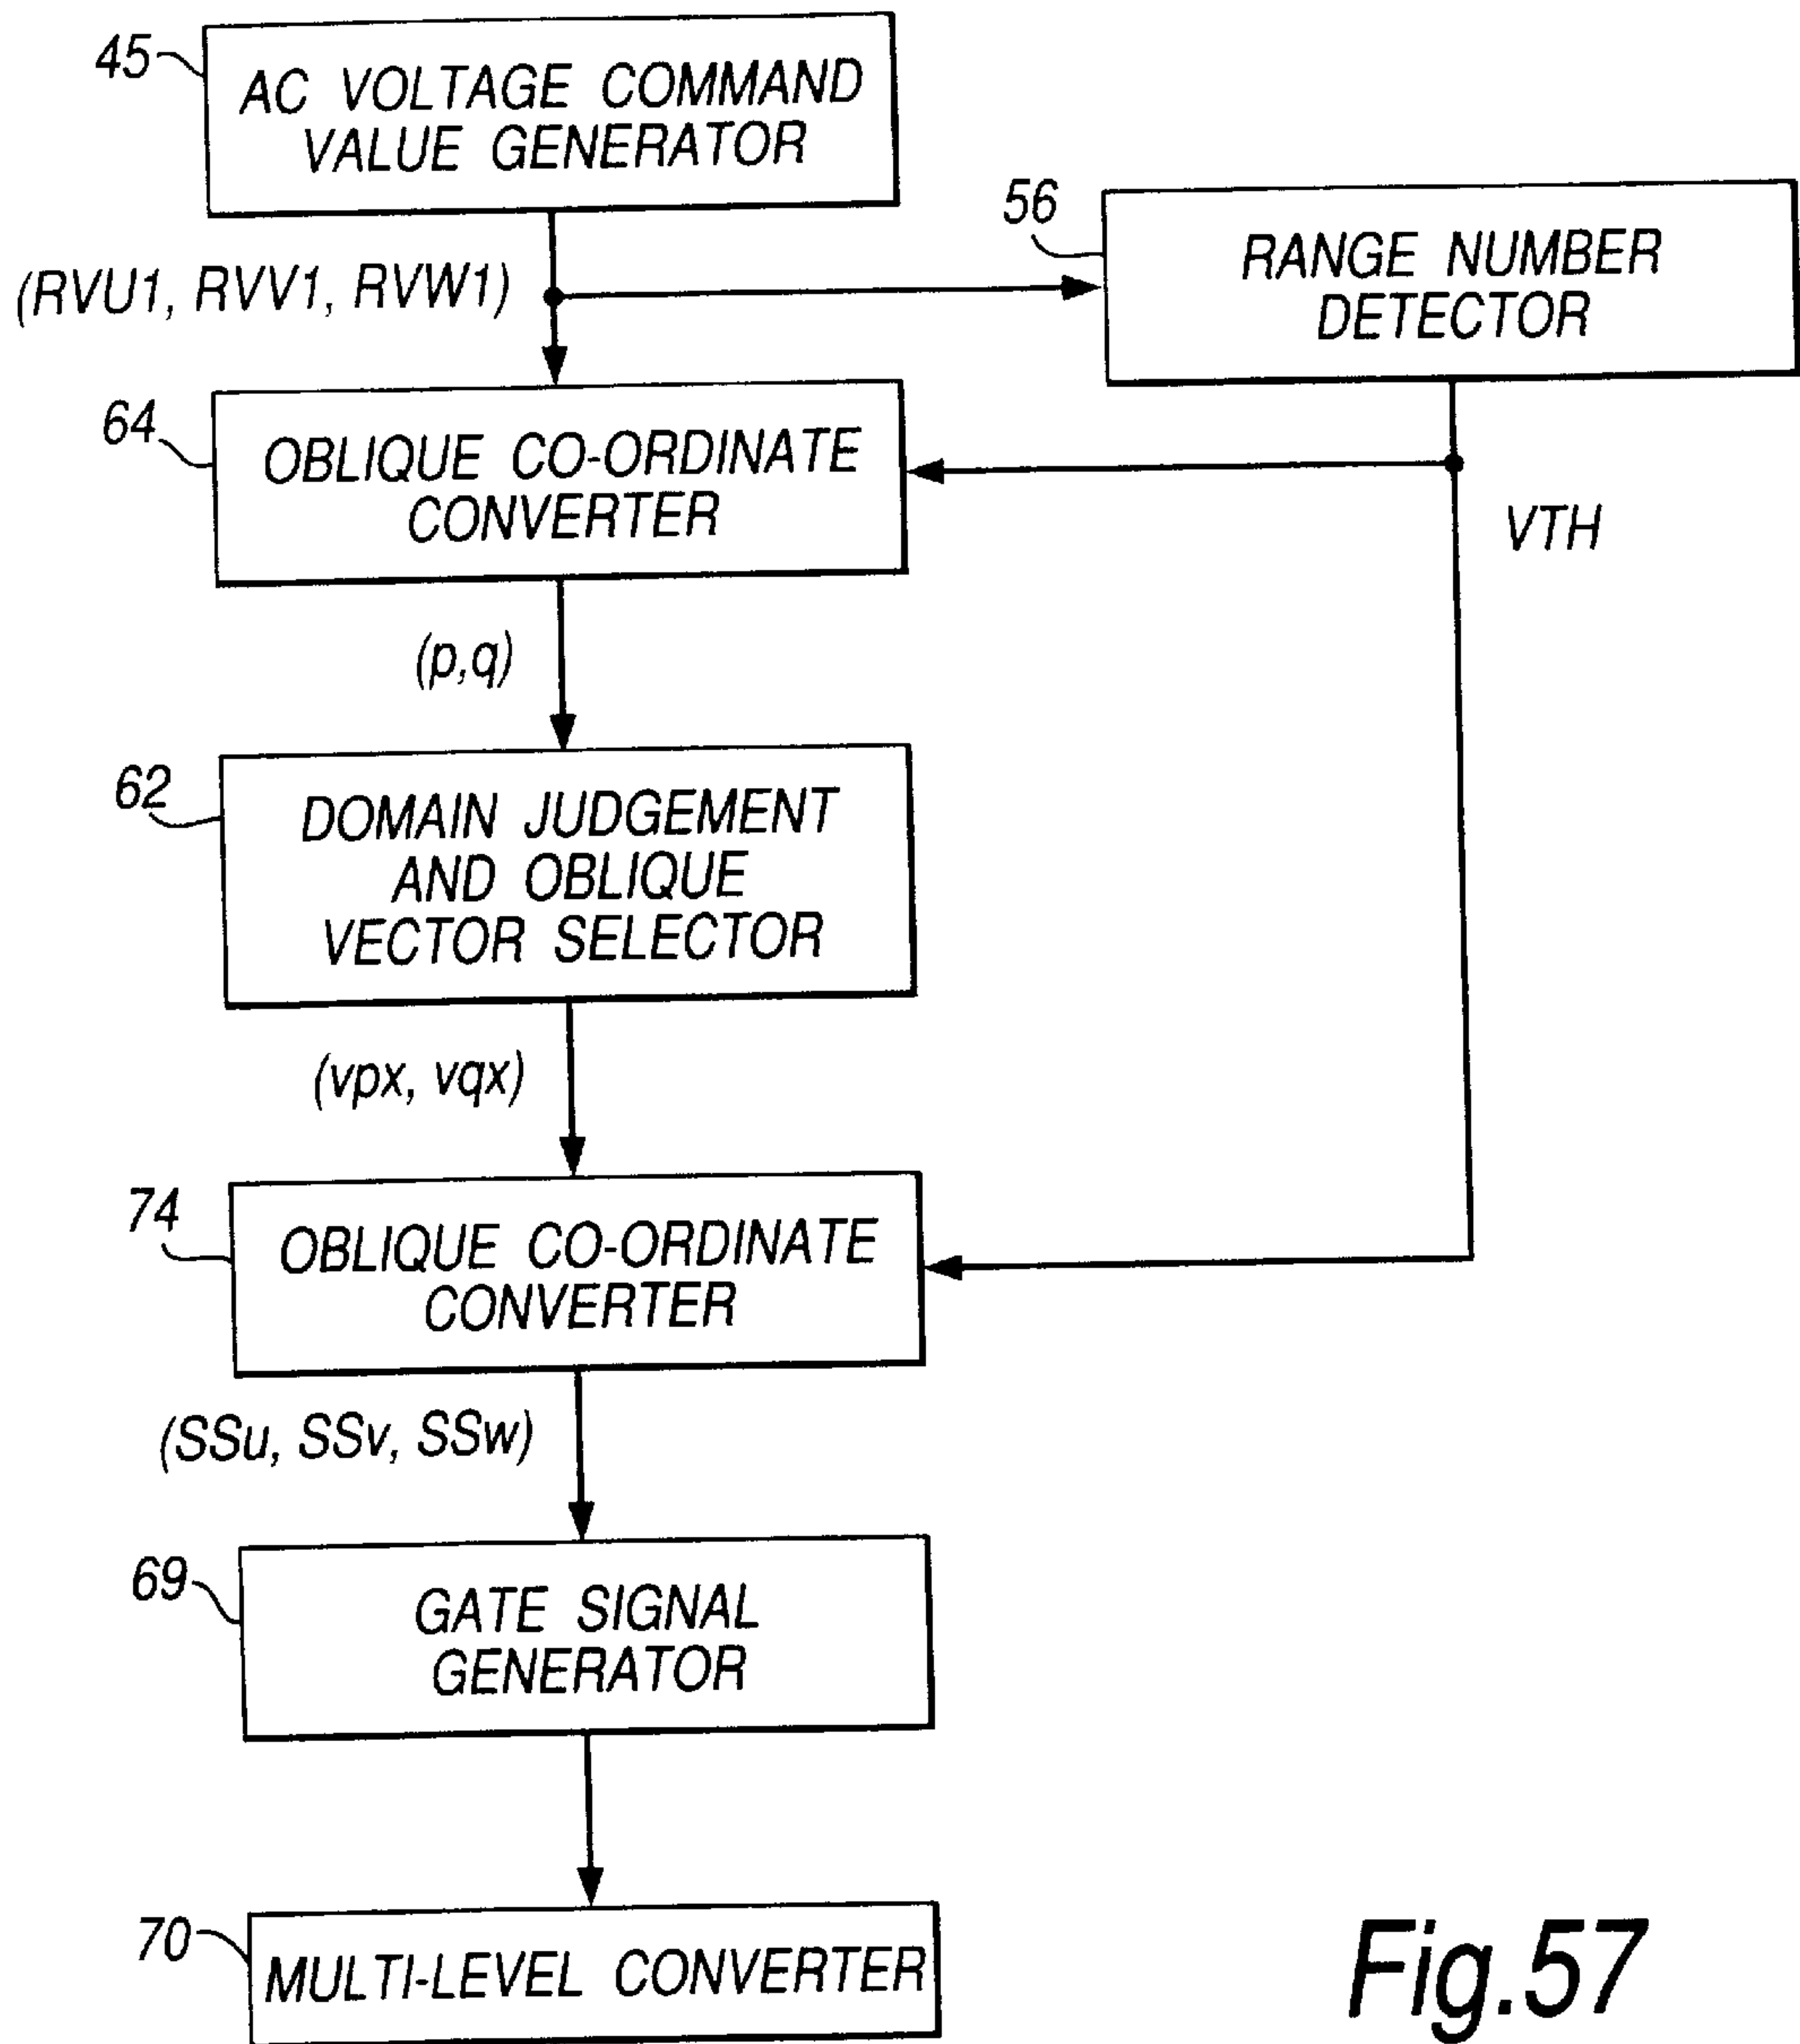 45
AC VOLTAGE COMMAND
VALUE GENERATOR
56
RANGE NUMBER
DETECTOR
(RVU1, RVV1, RVW1)
64
OBLIQUE CO-ORDINATE
CONVERTER
VTH
(p,q)
62
DOMAIN JUDGEMENT
AND OBLIQUE
VECTOR SELECTOR
(vpx, vqx)
74
OBLIQUE CO-ORDINATE
CONVERTER
(SSu, SSv, SSw)
69
GATE SIGNAL
GENERATOR
70
MULTI-LEVEL CONVERTER
Fig.57